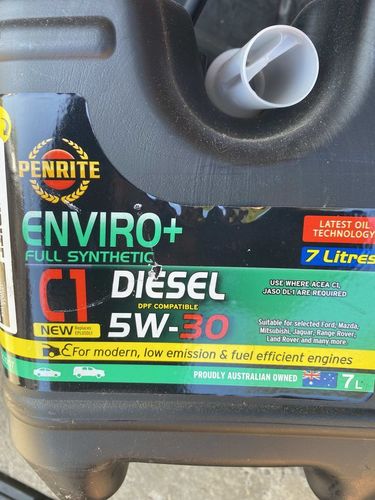 PENRITE
ENVIRO+
FULL SYNTHETIC
LATEST OIL
TECHNOLOGY
7 Litres
C1
DIESEL
DPF COMPATIBLE
5W-30
USE WHERE ACEA C1,
JASO DL-1 ARE REQUIRED
NEW Replaces
Suitable for selected Ford, Mazda,
Mitsubishi, Jaguar, Range Rover,
Land Rover and many more.
For modern, low emission & fuel efficient engines
PROUDLY AUSTRALIAN OWNED
7L